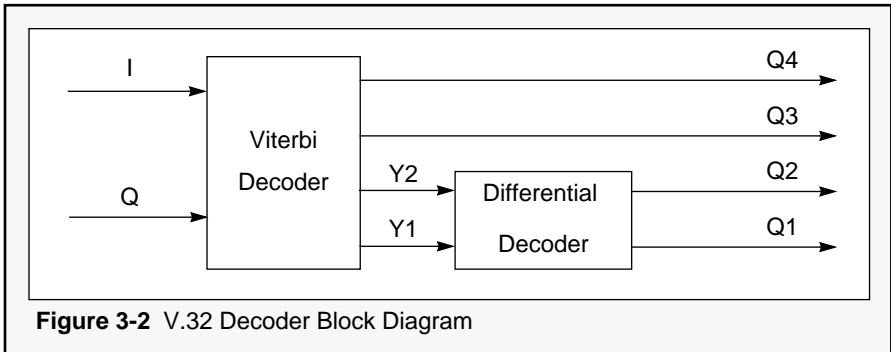 I
Q
Viterbi
Decoder
Y2
Y1
Differential
Decoder
Q4
Q3
Q2
Q1
Figure 3-2 V.32 Decoder Block Diagram